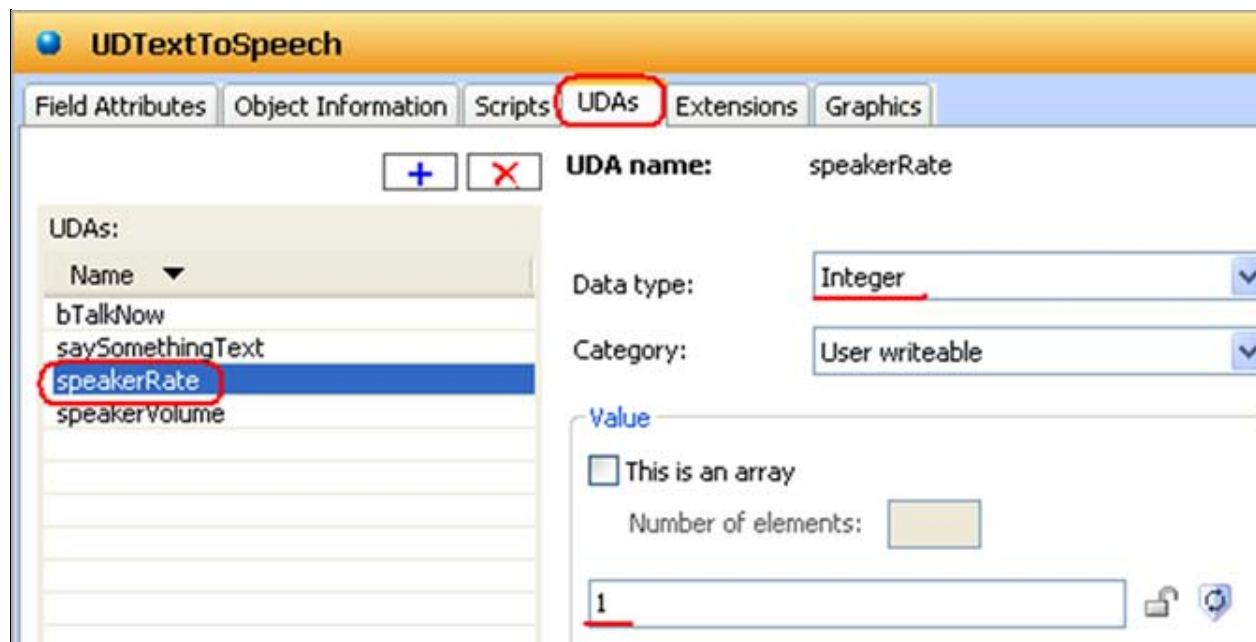 UDTextToSpeech
Field Attributes Object Information Scripts UDAs Extensions Graphics
UDA name: speakerRate
UDAs:
Name
Data type: Integer
bTalkNow
saySomethingText
Category: User writeable
speakerRate
speakerVolume
Value
This is an array
Number of elements:
1